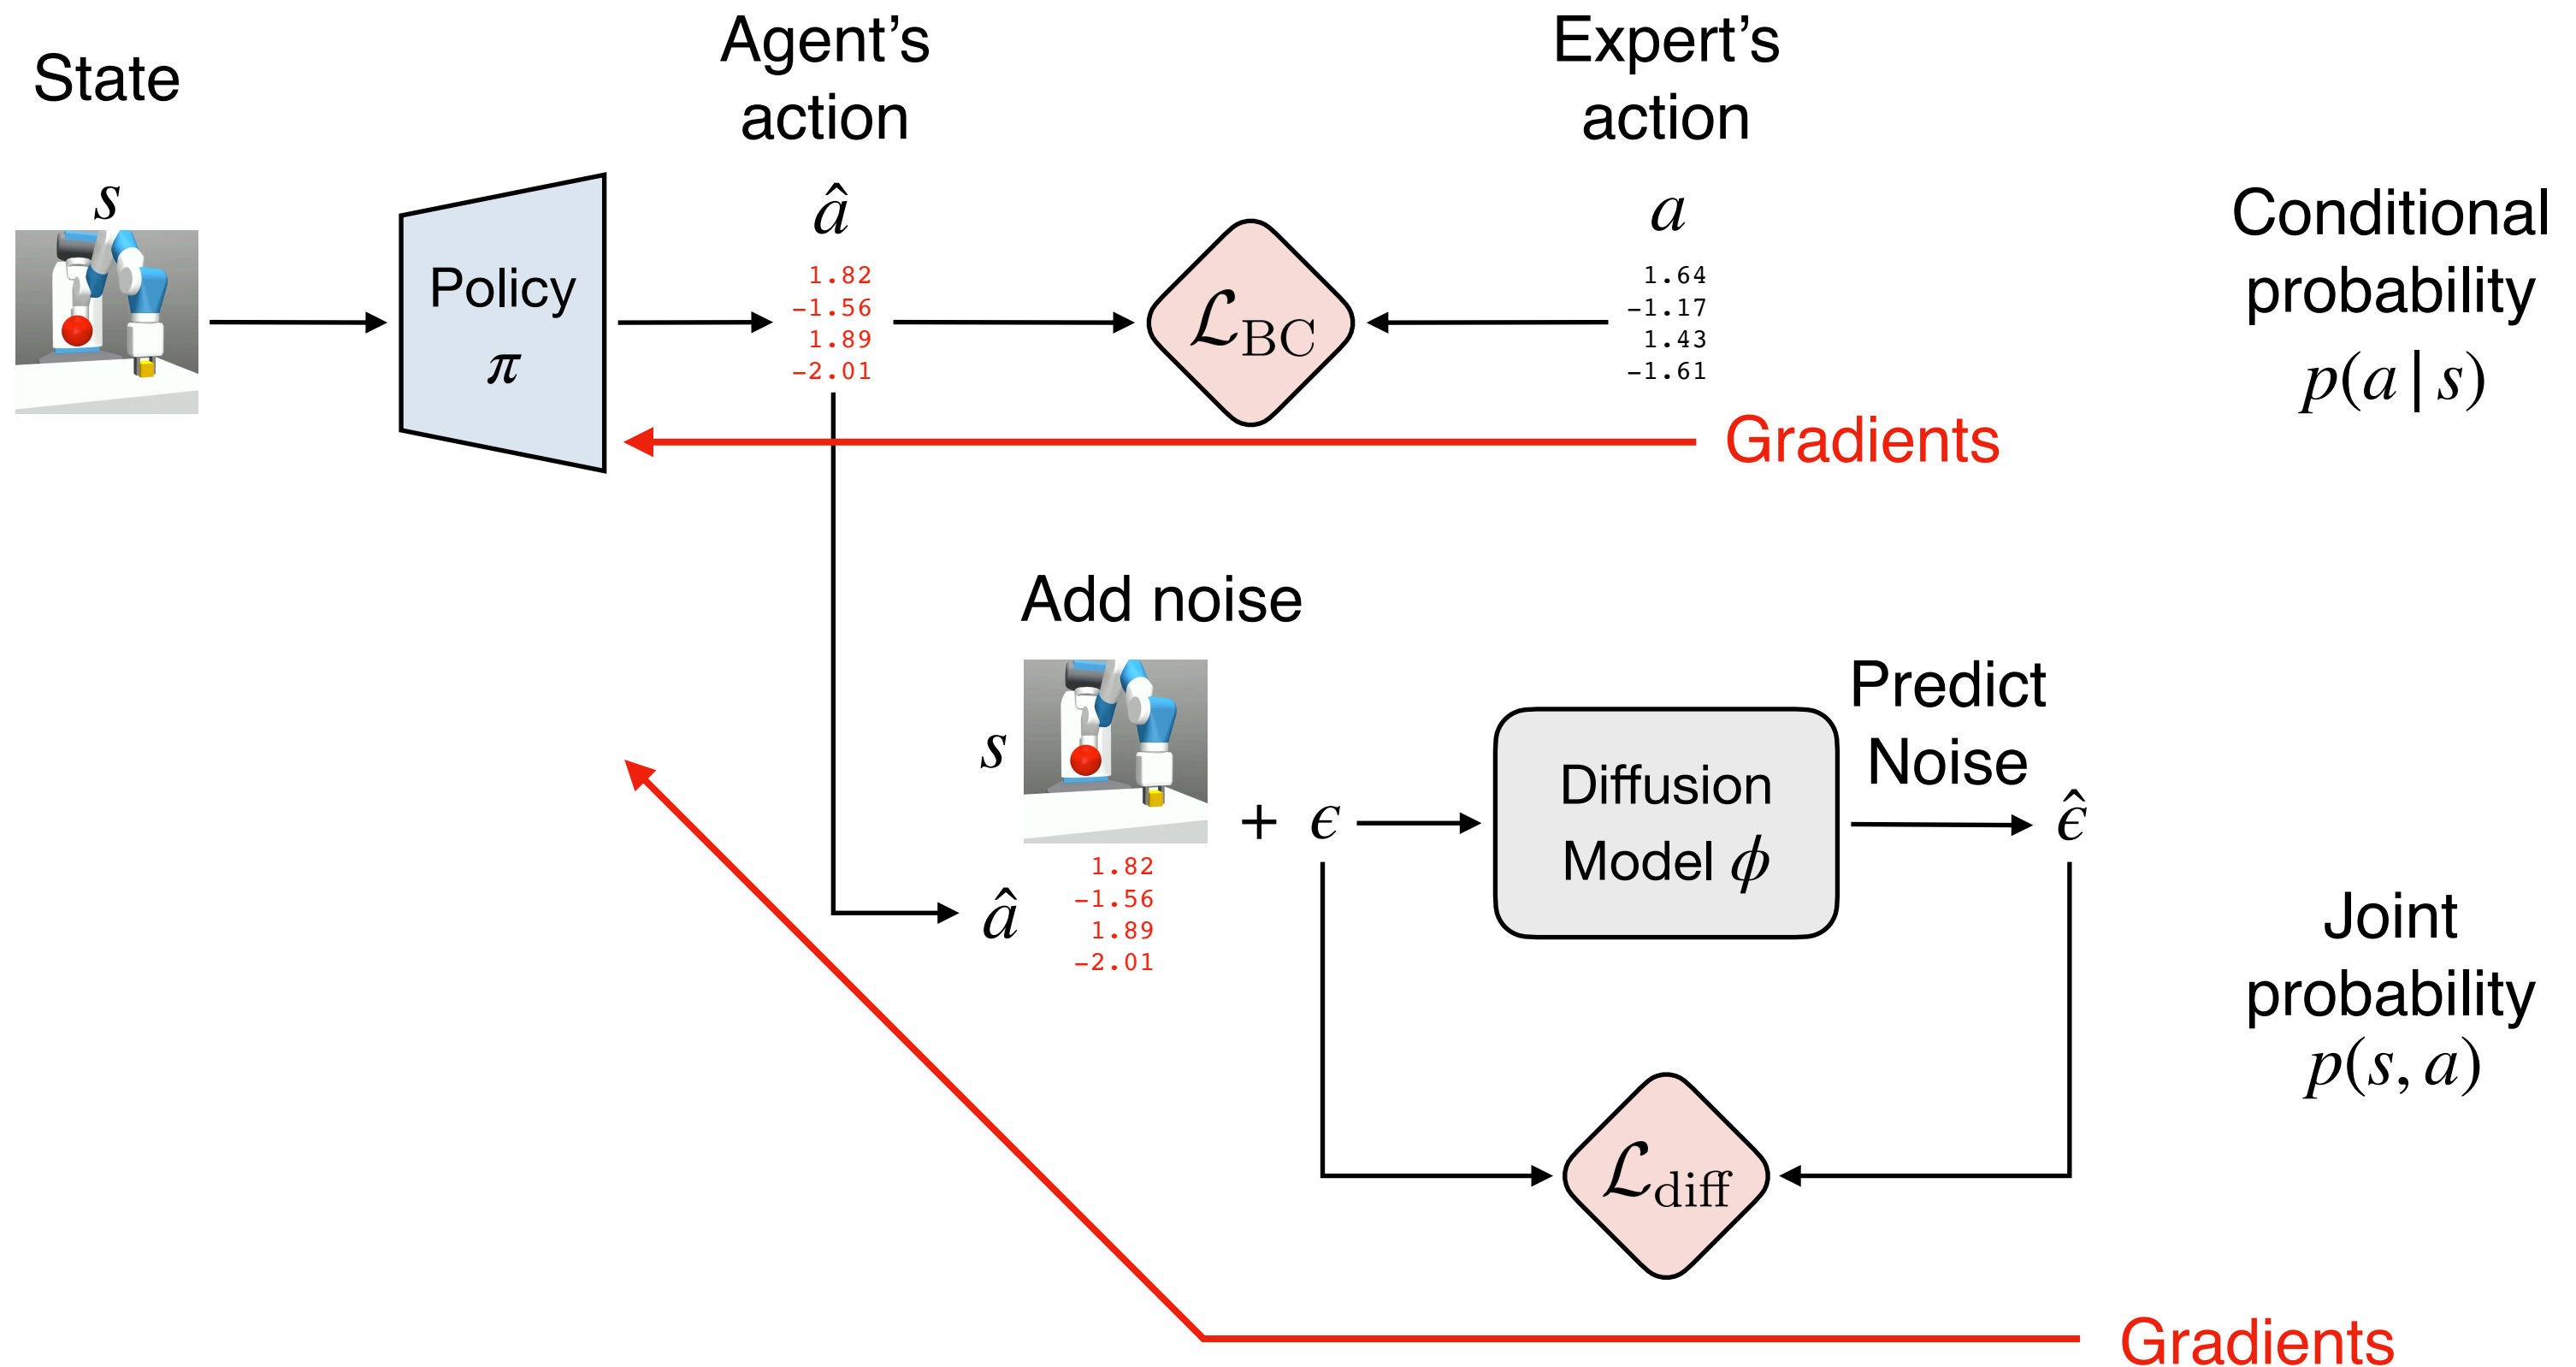 State
Agent's
action
Expert's
action
s
â
a
Policy
π
1.82
-1.56
1.89
-2.01
ℒ_BC
1.64
-1.17
1.43
-1.61
Conditional
probability
p(a | s)
Gradients
Add noise
s
â
1.82
-1.56
1.89
-2.01
+ ϵ
Diffusion
Model ϕ
Predict
Noise
ϵ̂
Joint
probability
p(s, a)
ℒ_diff
Gradients